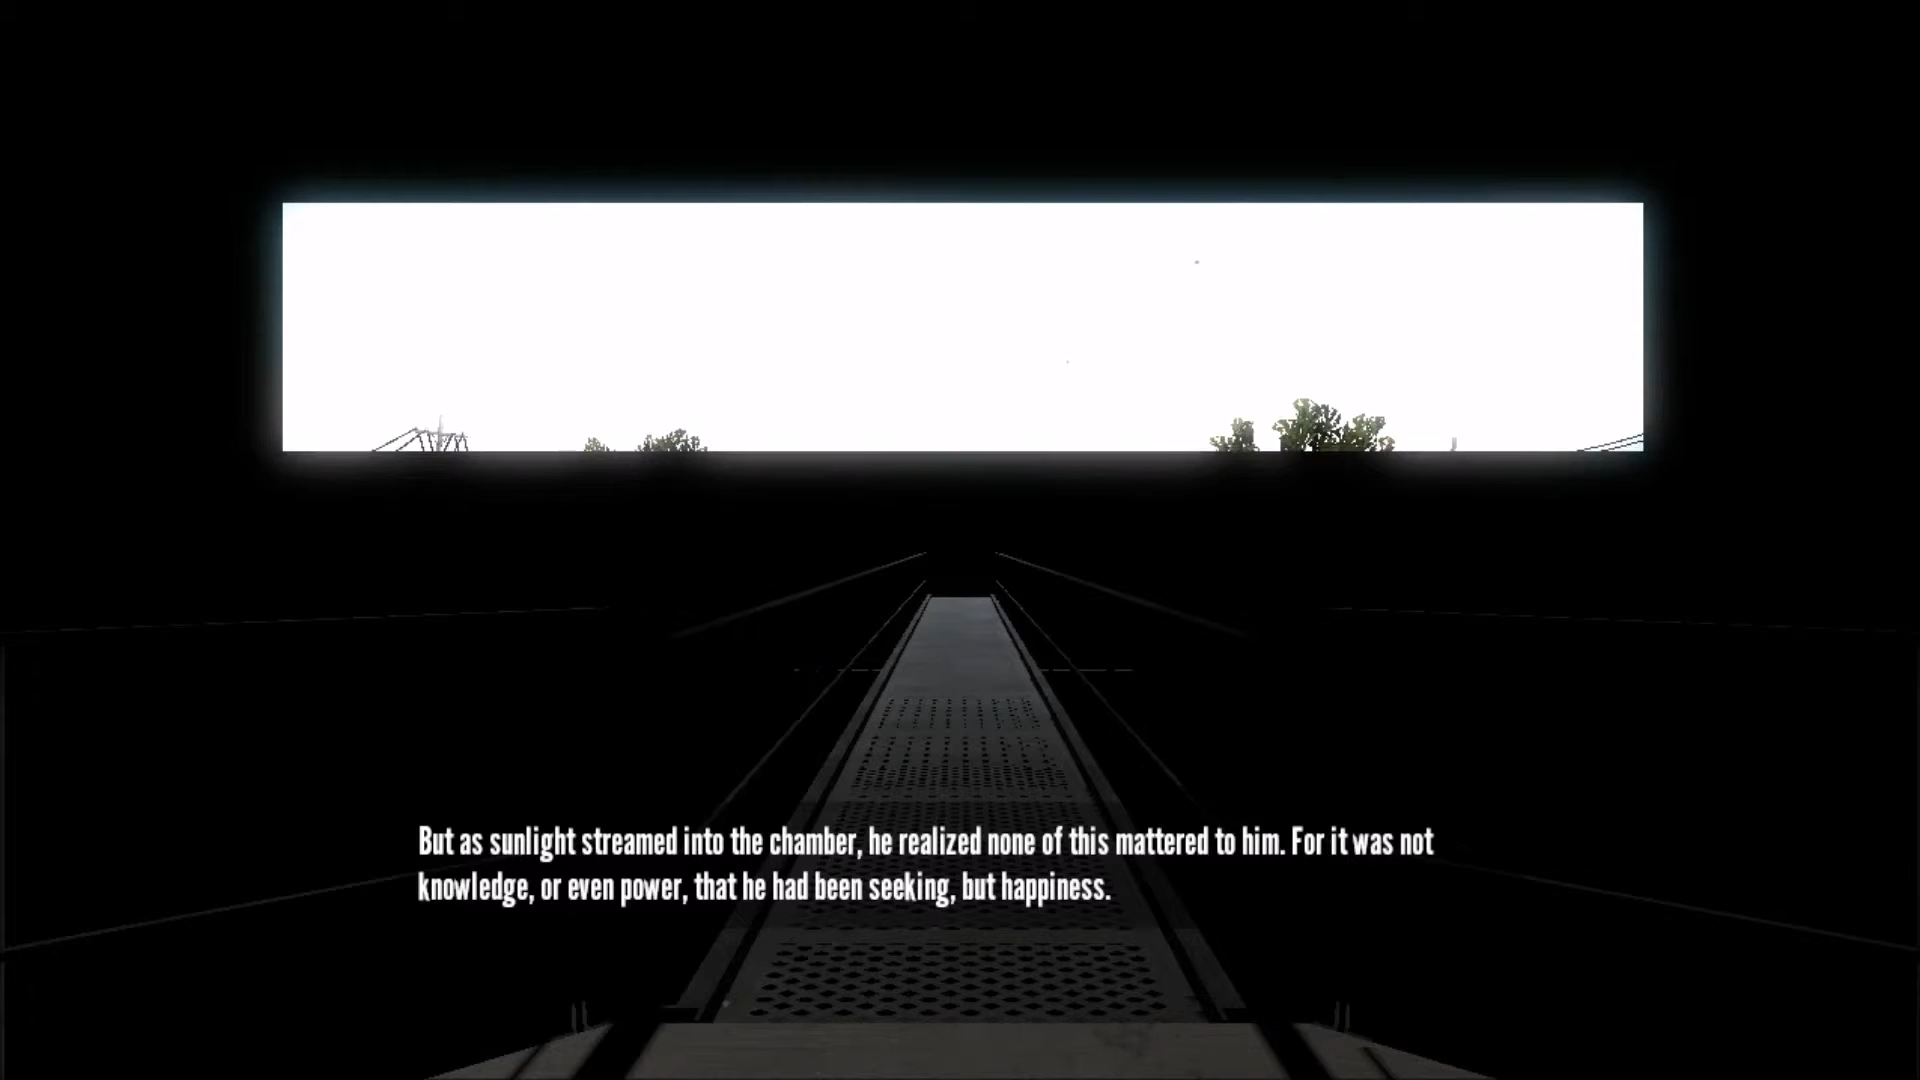 But as sunlight streamed into the chamber, he realized none of this mattered to him. For it was not
knowledge, or even power, that he had been seeking, but happiness.